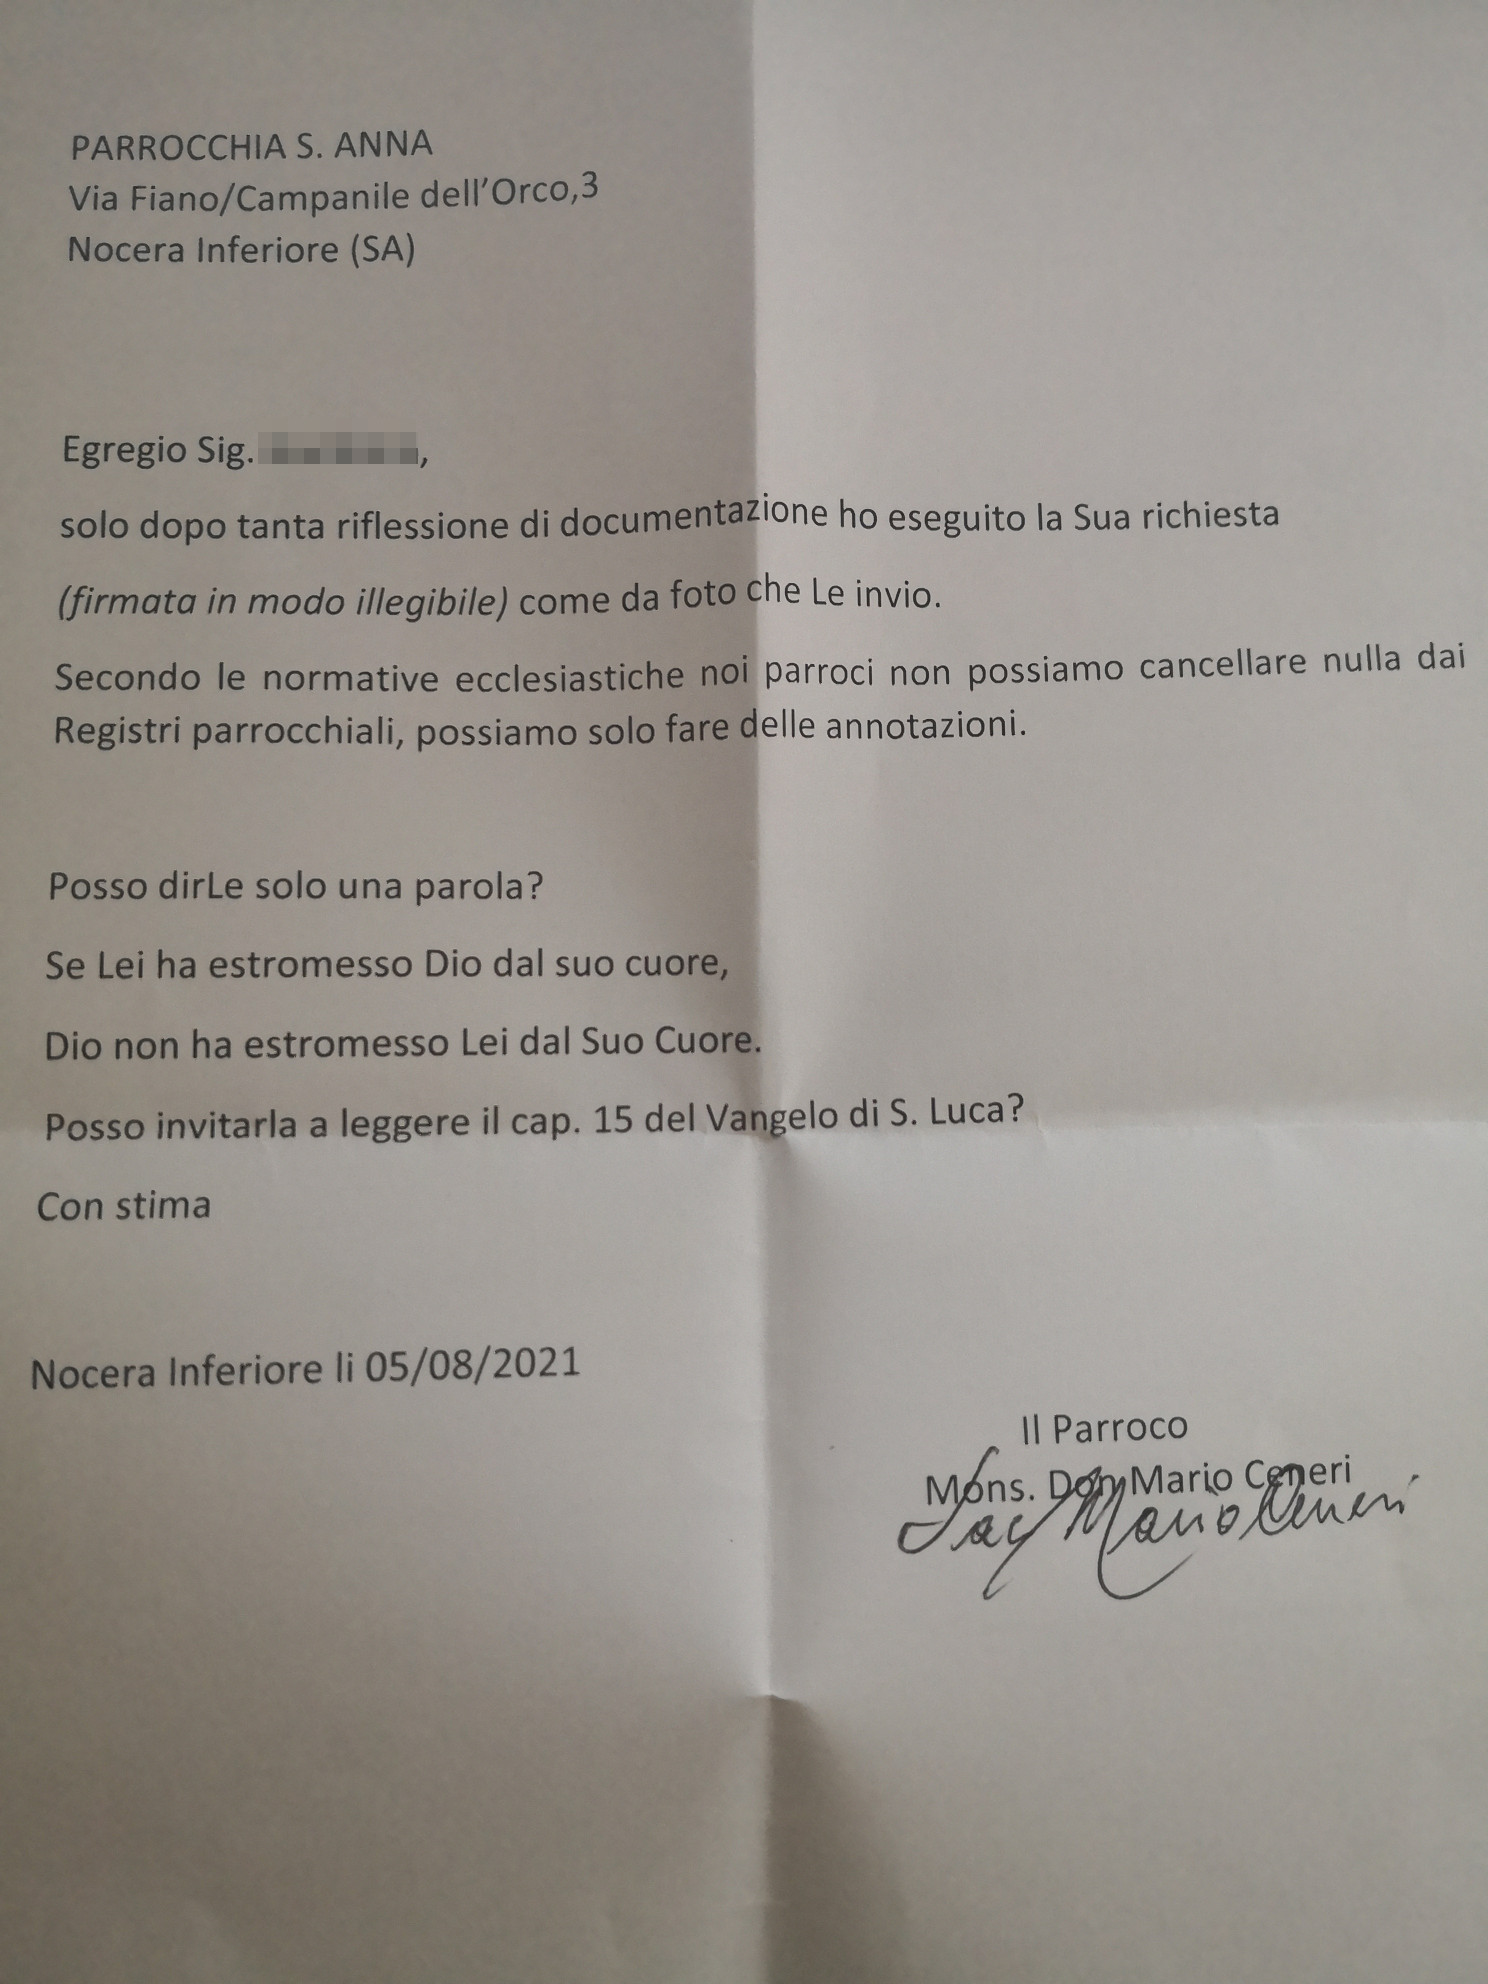 PARROCCHIA S. ANNA
Via Fiano/Campanile dell'Orco,3
Nocera Inferiore (SA)
Egregio Sig. ,
solo dopo tanta riflessione di documentazione ho eseguito la Sua richiesta
(firmata in modo illegibile) come da foto che Le invio.
Secondo le normative ecclesiastiche noi parroci non possiamo cancellare nulla dai
Registri parrocchiali, possiamo solo fare delle annotazioni.
Posso dirLe solo una parola?
Se Lei ha estromesso Dio dal suo cuore,
Dio non ha estromesso Lei dal Suo Cuore.
Posso invitarla a leggere il cap. 15 del Vangelo di S. Luca?
Con stima
Nocera Inferiore li 05/08/2021
Il Parroco
Mons. Don Mario Ceneri
Sac Mario Ceneri